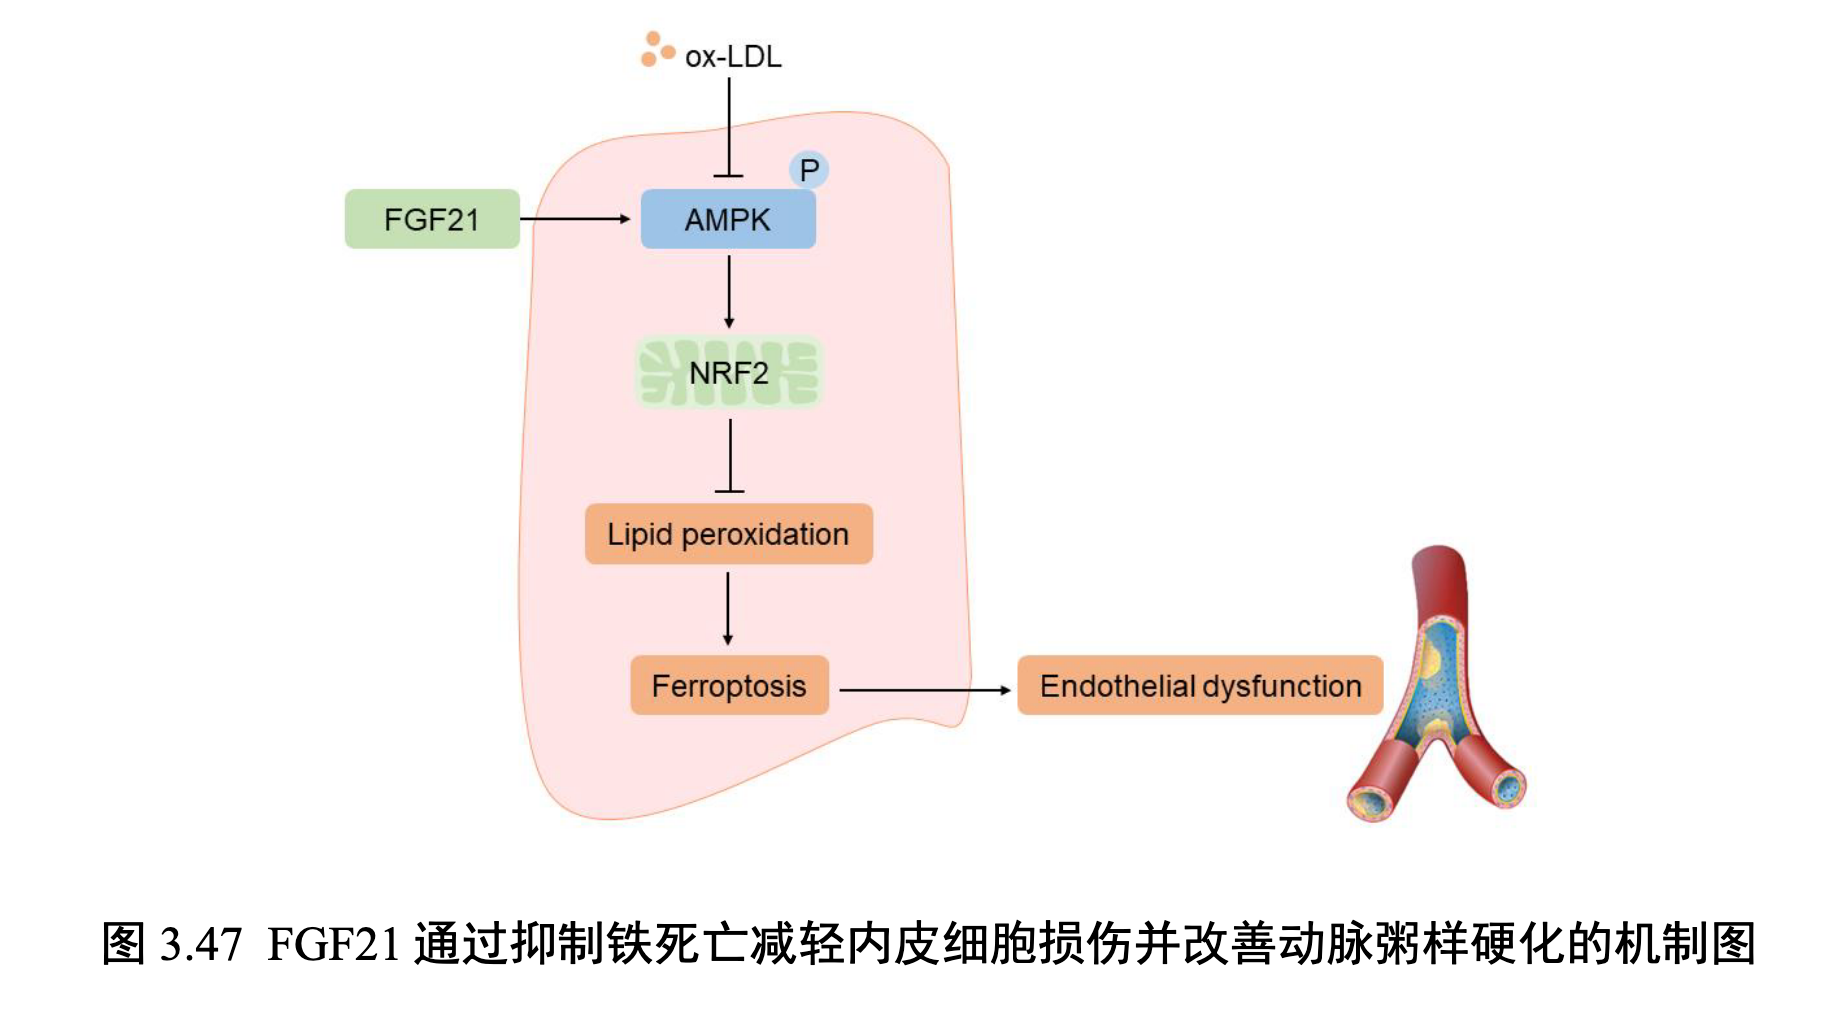 ox-LDL
P
FGF21
AMPK
NRF2
Lipid peroxidation
Ferroptosis
Endothelial dysfunction
图 3.47 FGF21 通过抑制铁死亡减轻内皮细胞损伤并改善动脉粥样硬化的机制图